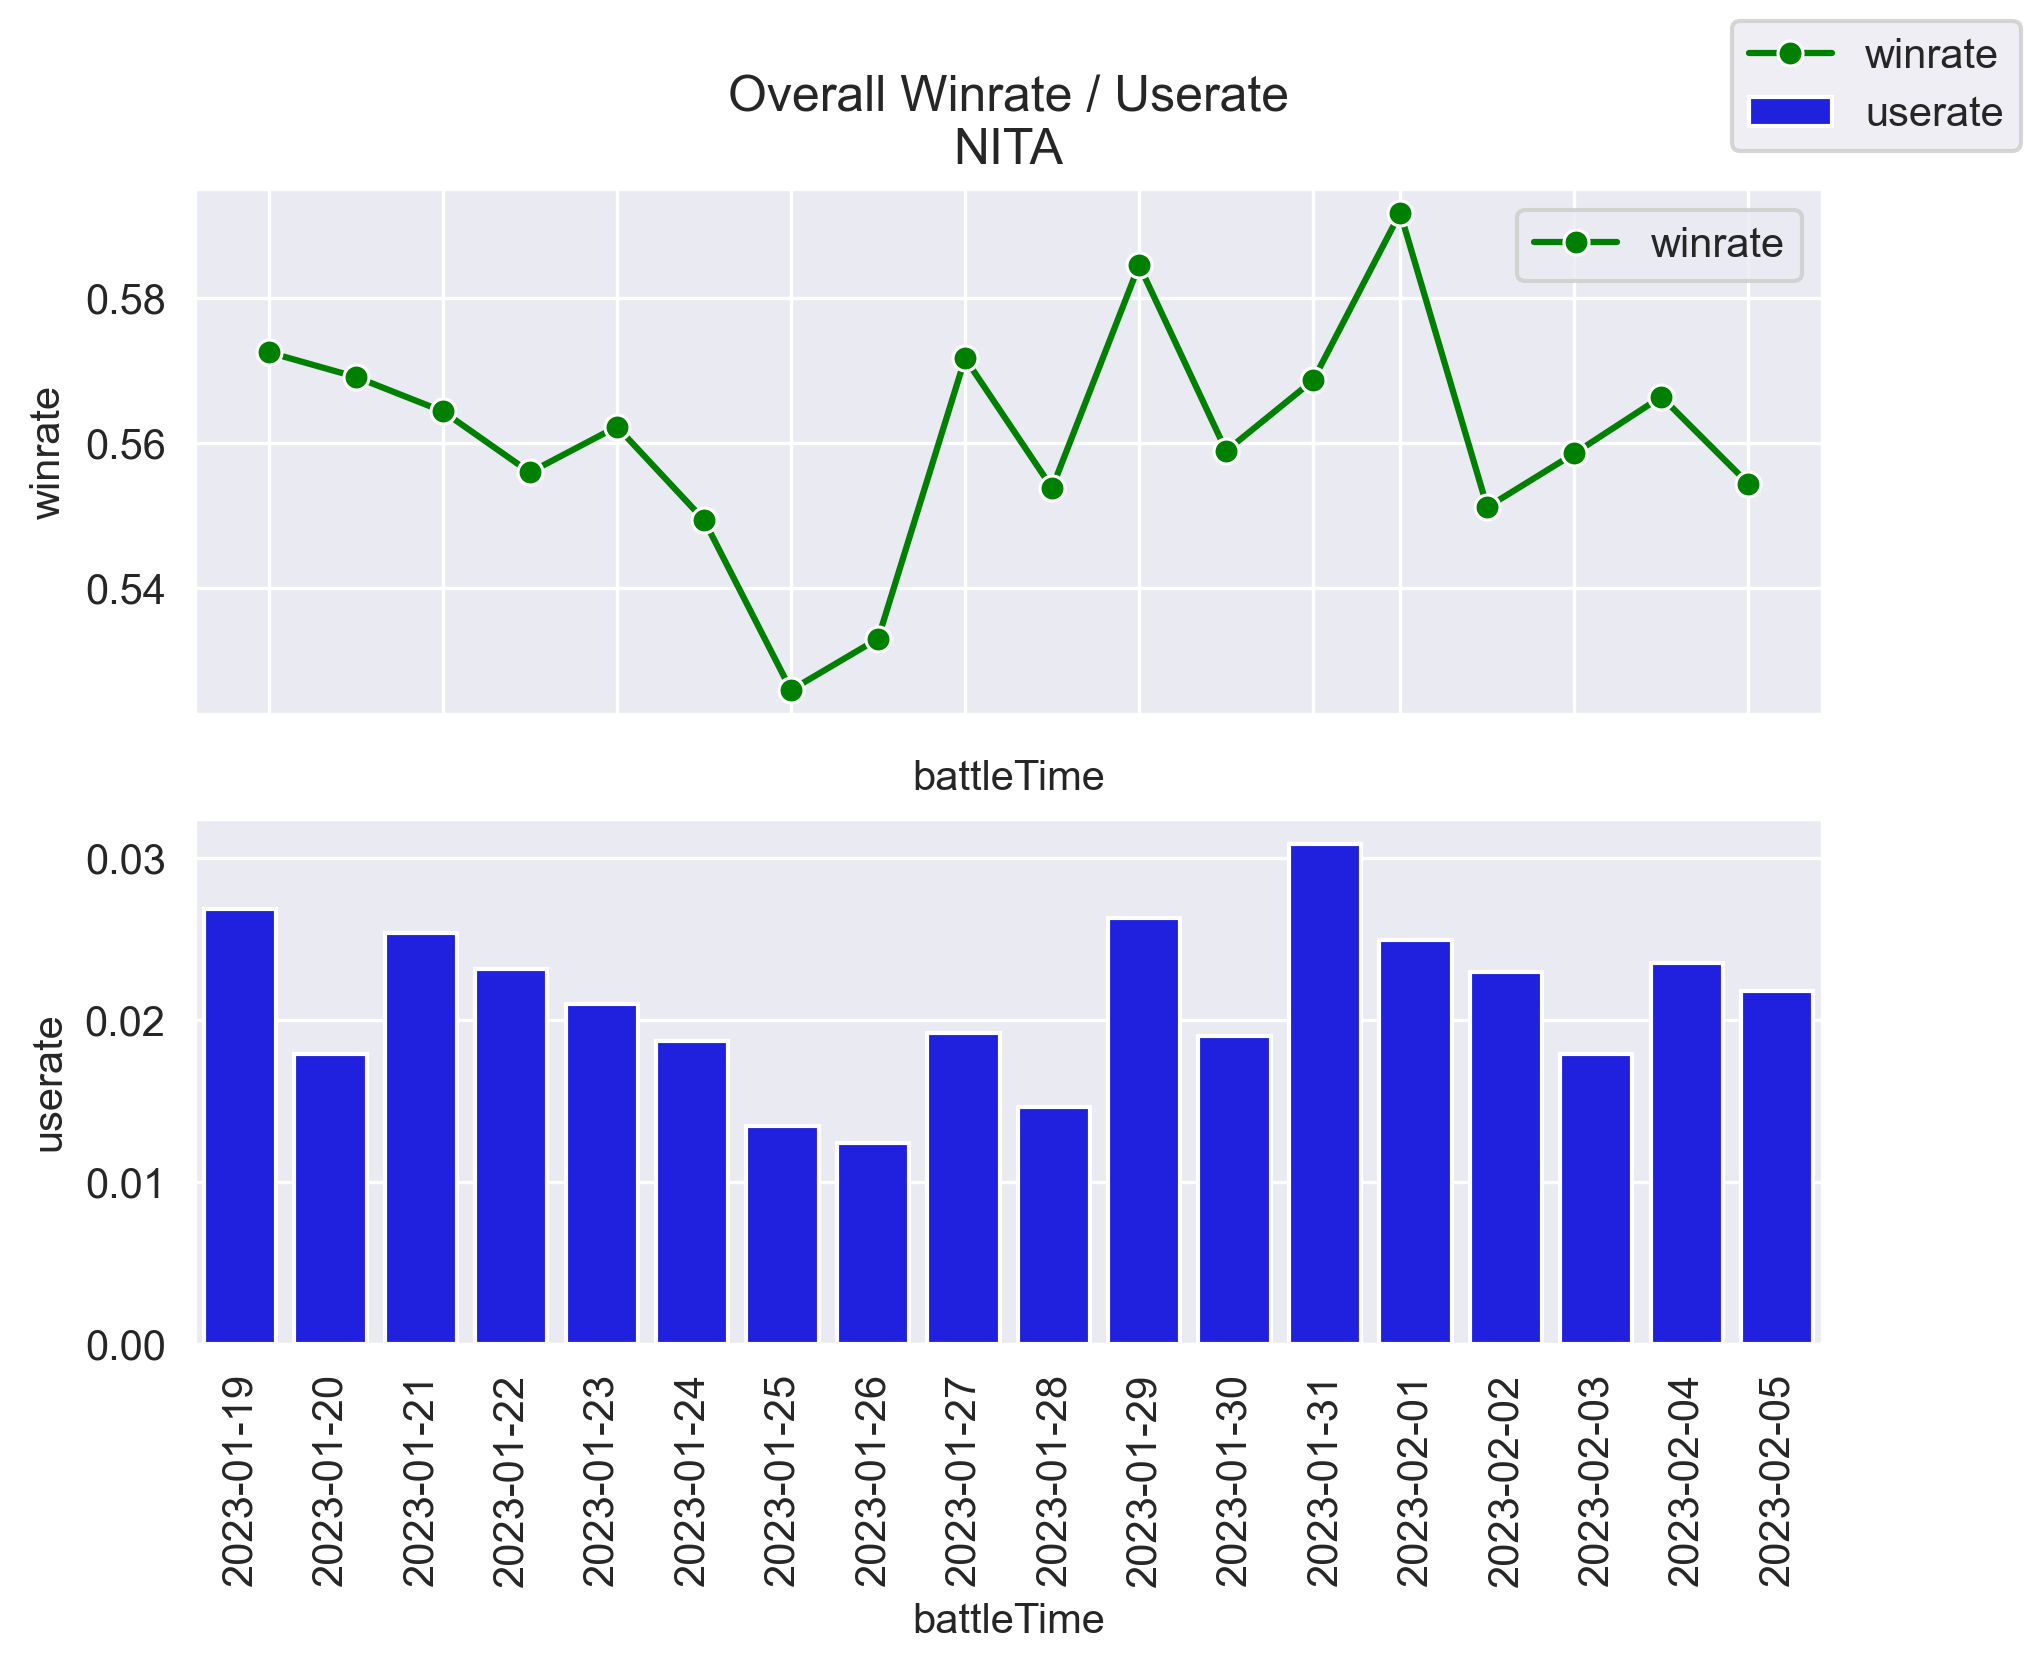 winrate
userate
Overall Winrate / Userate
NITA
winrate
0.58
0.56
0.54
winrate
battleTime
0.03
0.02
0.01
0.00
userate
2023-01-19
2023-01-20
2023-01-21
2023-01-22
2023-01-23
2023-01-24
2023-01-25
2023-01-26
2023-01-27
2023-01-28
2023-01-29
2023-01-30
2023-01-31
2023-02-01
2023-02-02
2023-02-03
2023-02-04
2023-02-05
battleTime